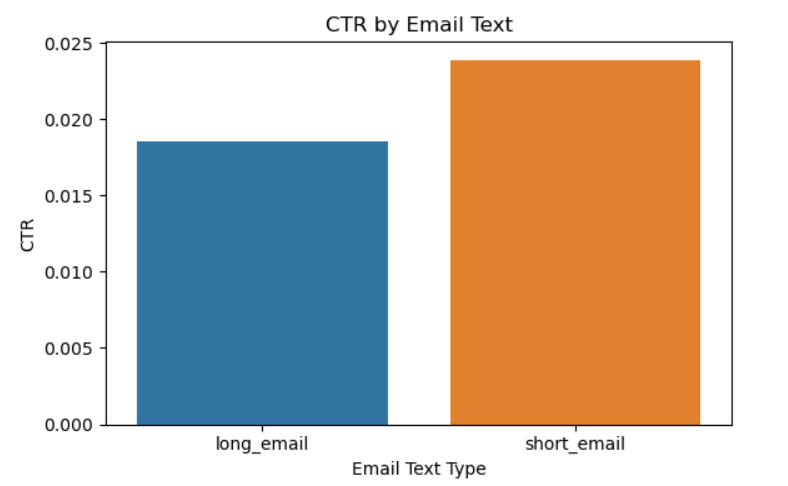 CTR by Email Text
0.025
0.020
0.015
0.010
0.005
0.000
CTR
long_email
short_email
Email Text Type